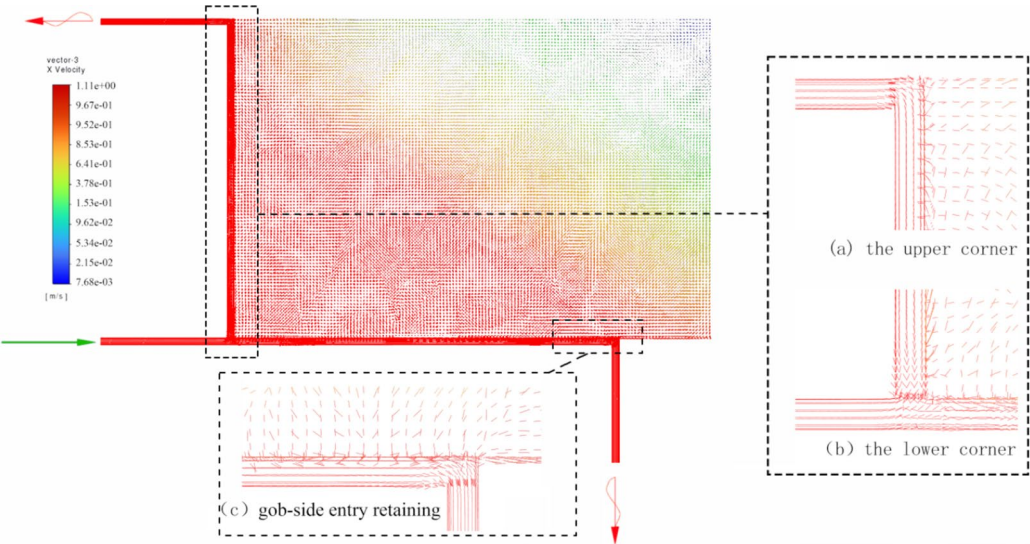 vector-3
X Velocity
1.11e+00
9.67e-01
9.52e-01
8.53e-01
6.41e-01
3.78e-01
1.53e-01
9.62e-02
5.34e-02
2.15e-02
7.68e-03
[ m/s ]
(a) the upper corner
(b) the lower corner
(c) gob-side entry retaining